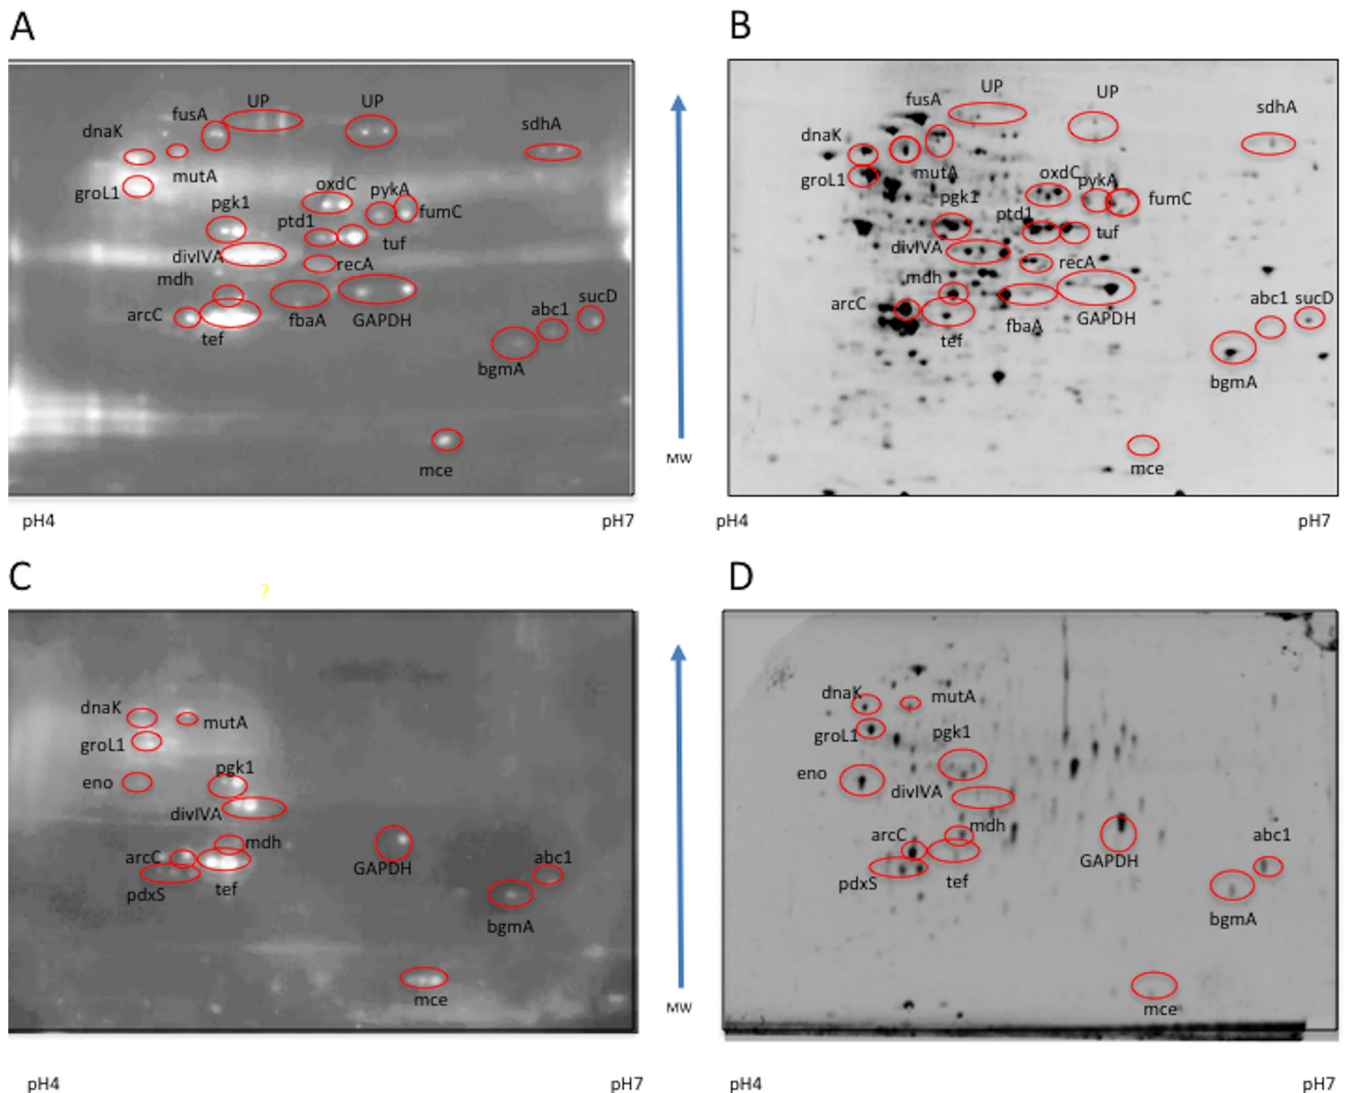 A
B
UP
UP
fusA
dnaK
sdhA
mutA
groL1
oxdC
pykA
pgk1
fumC
ptd1
tuf
divIVA
recA
mdh
arcC
fbaA
GAPDH
tef
abc1
sucD
bgmA
mce
pH4
pH7
MW
UP
UP
fusA
sdhA
dnaK
groL1
mutA
oxdC
pykA
pgk1
fumC
ptd1
tuf
divIVA
recA
mdh
arcC
fbaA
GAPDH
tef
abc1
sucD
bgmA
mce
pH4
pH7
C
?
D
dnaK
mutA
groL1
eno
pgk1
divIVA
mdh
arcC
GAPDH
abc1
pdxS
tef
bgmA
mce
pH4
pH7
MW
dnaK
mutA
groL1
pgk1
eno
divIVA
mdh
arcC
abc1
GAPDH
pdxS
tef
bgmA
mce
pH4
pH7